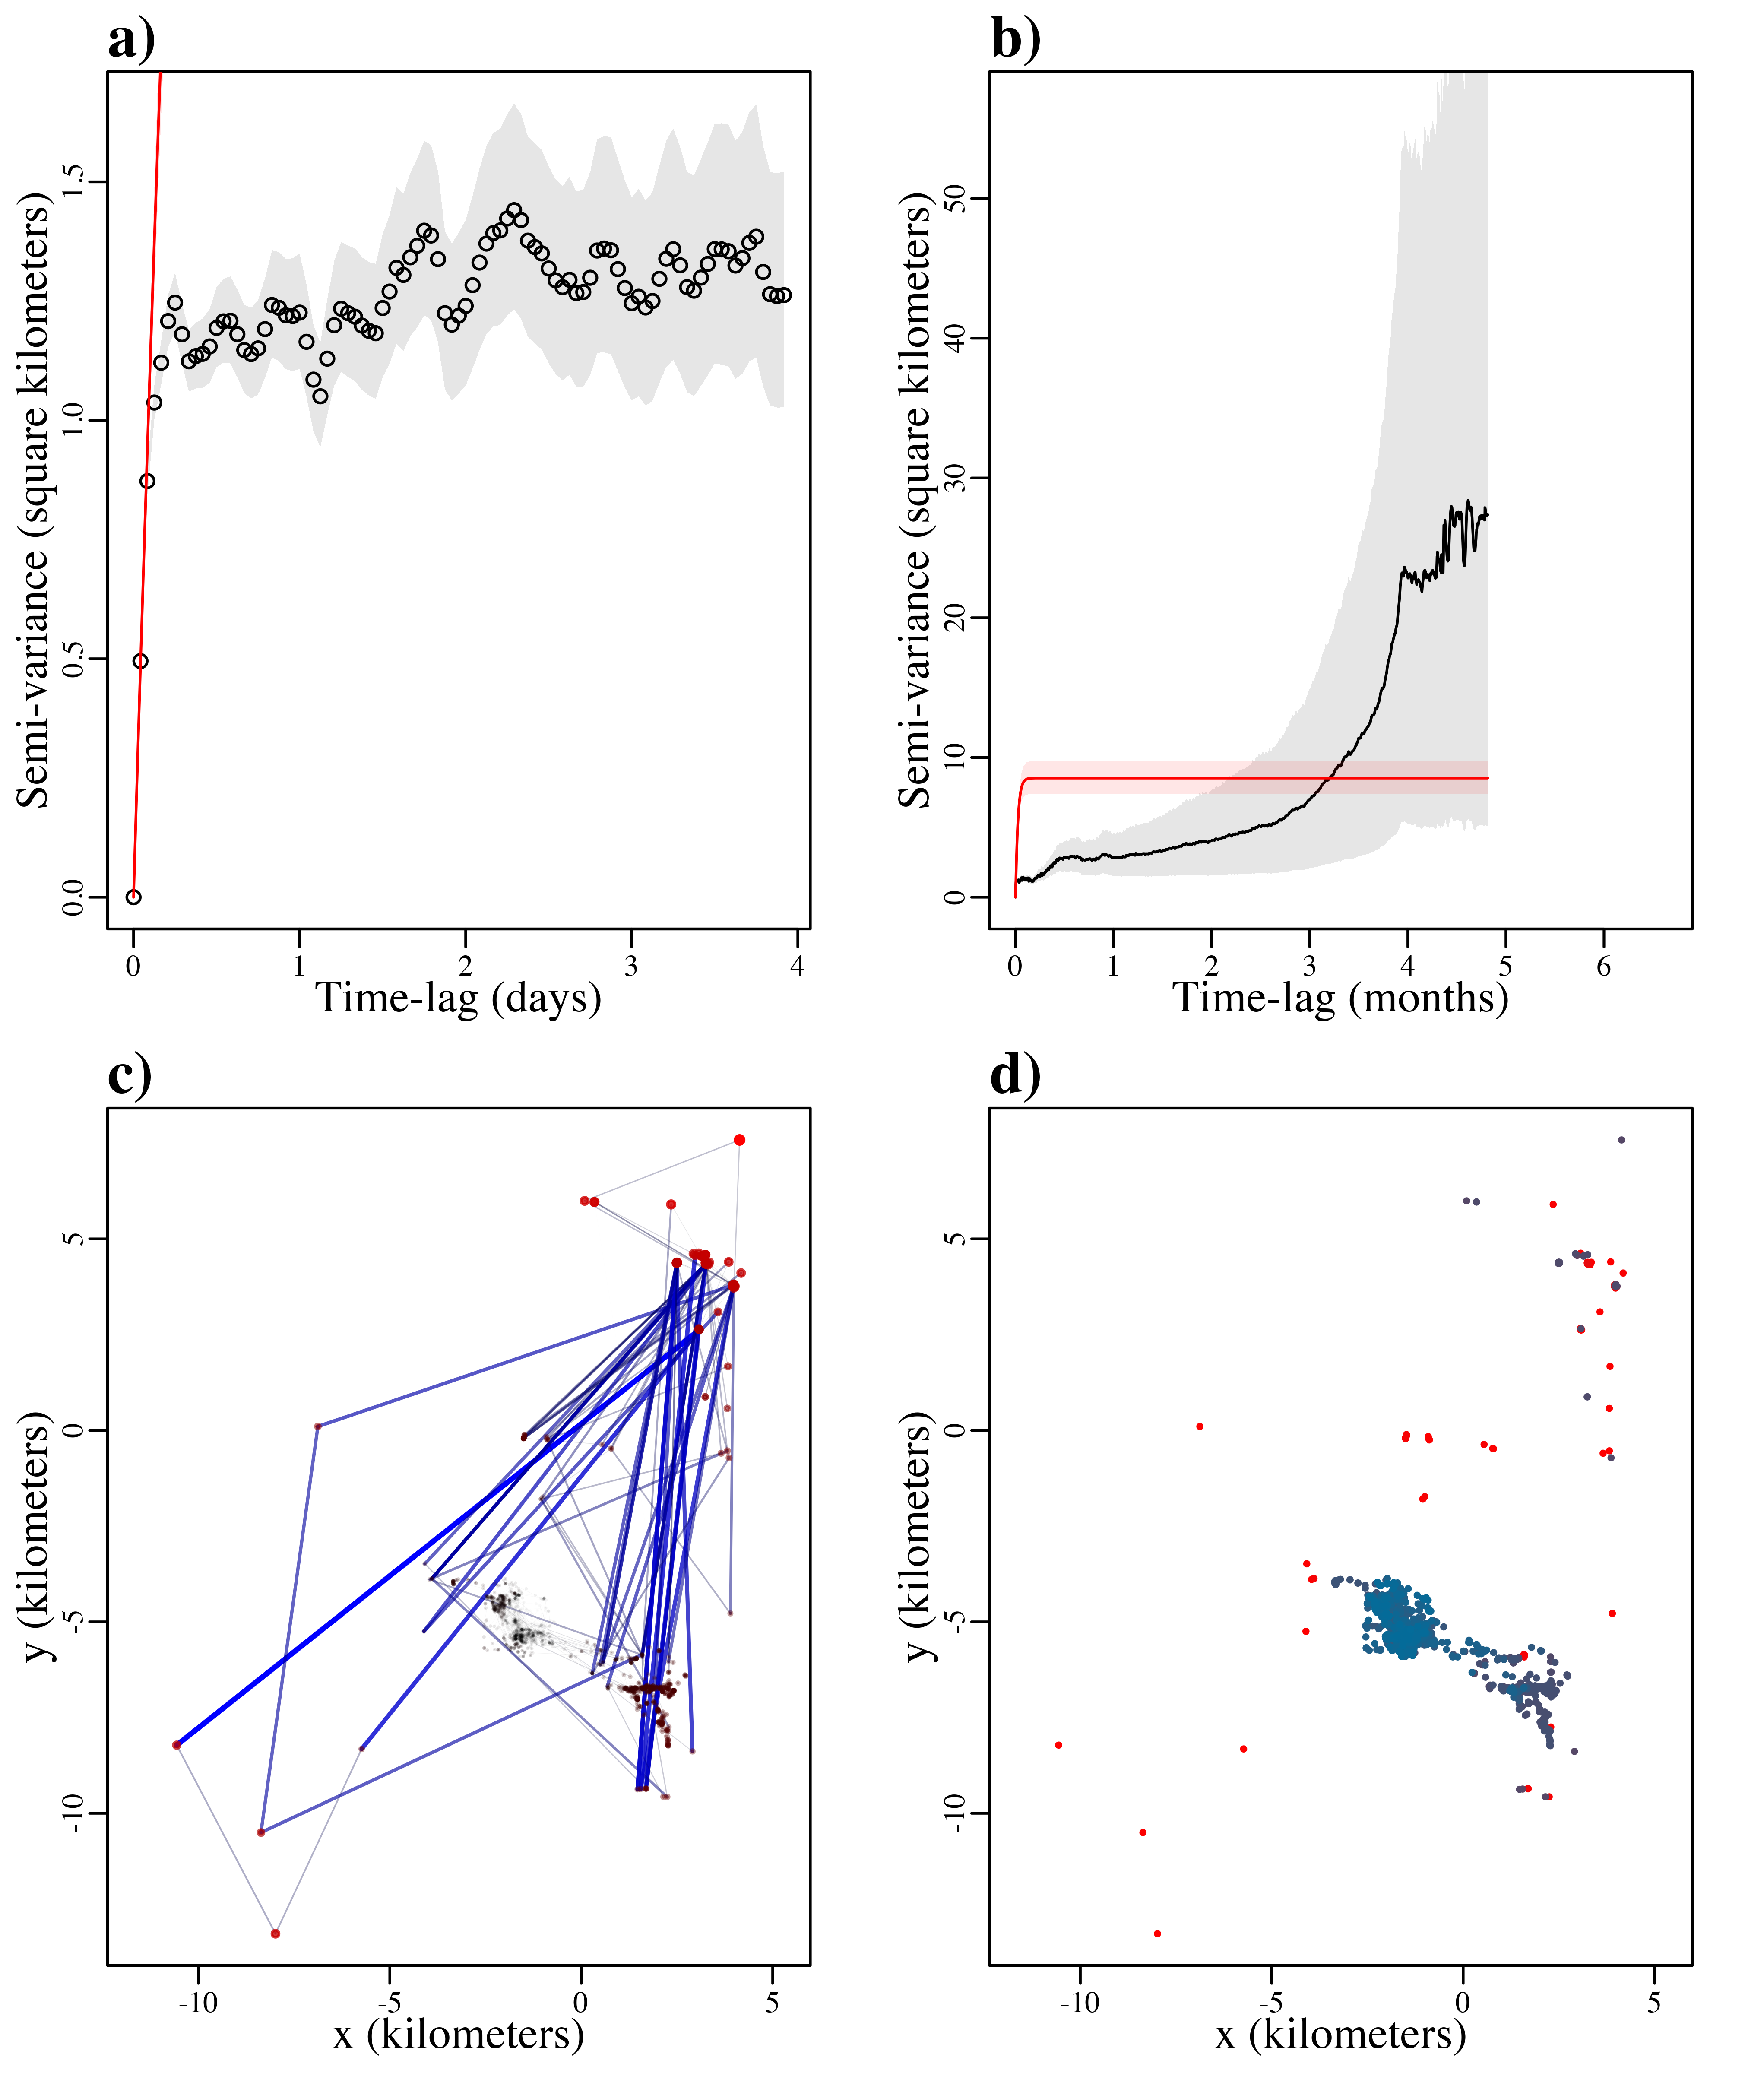 a)
Semi-variance (square kilometers)
0.0 0.5 1.0 1.5
0 1 2 3 4
Time-lag (days)
b)
Semi-variance (square kilometers)
0 10 20 30 40 50
0 1 2 3 4 5 6
Time-lag (months)
c)
y (kilometers)
-10 -5 0 5
-10 -5 0 5
x (kilometers)
d)
y (kilometers)
-10 -5 0 5
-10 -5 0 5
x (kilometers)